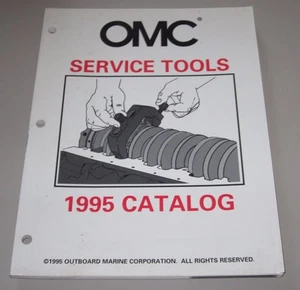 OMC®
SERVICE TOOLS
1995 CATALOG
©1995 OUTBOARD MARINE CORPORATION. ALL RIGHTS RESERVED.